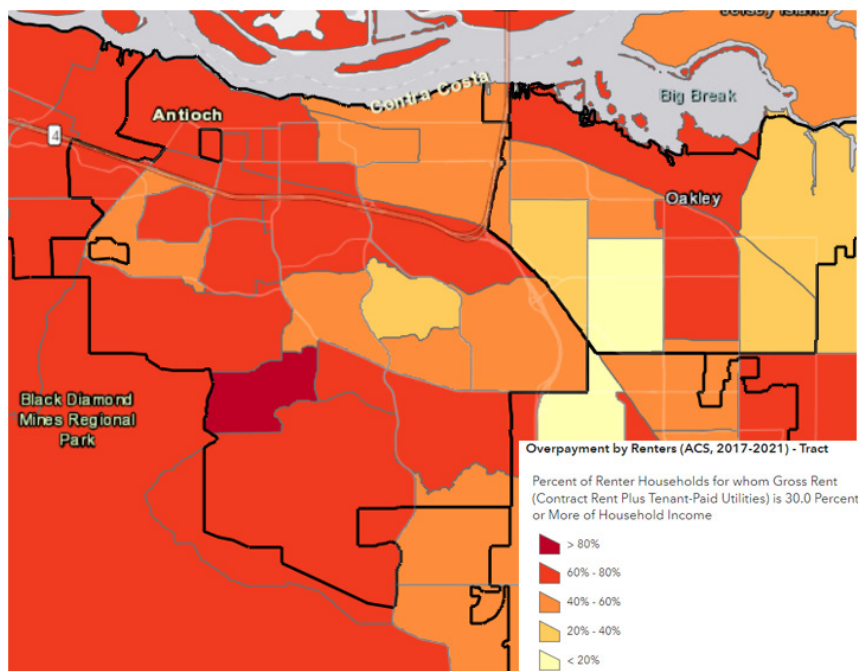 Jersey Island
Contra Costa
Big Break
Antioch
4
Oakley
Black Diamond
Mines Regional
Park
Overpayment by Renters (ACS, 2017-2021) - Tract
Percent of Renter Households for whom Gross Rent
(Contract Rent Plus Tenant-Paid Utilities) is 30.0 Percent
or More of Household Income
> 80%
60% - 80%
40% - 60%
20% - 40%
< 20%